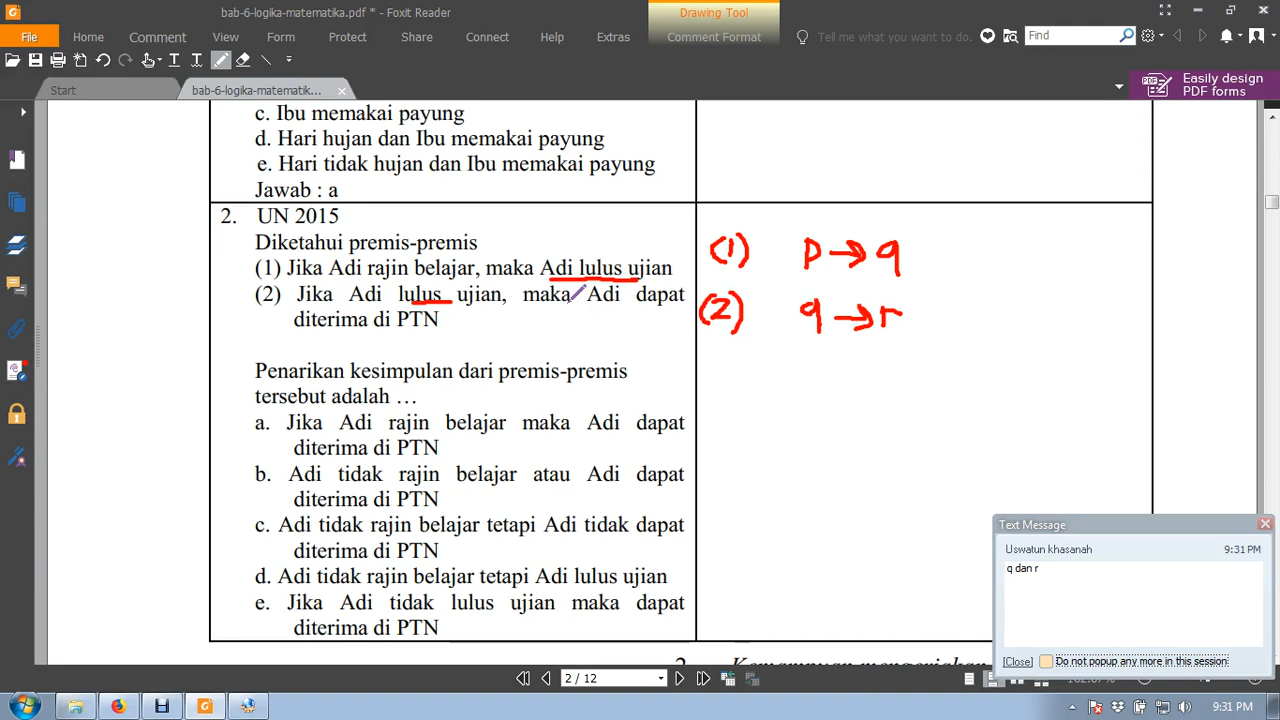 bab-6-logika-matematika.pdf * - Foxit Reader
Drawing Tool
File
Home
Comment
View
Form
Protect
Share
Connect
Help
Extras
Comment Format
Tell me what you want to do..
Find
Start
bab-6-logika-matematik...
Easily design
PDF forms
c. Ibu memakai payung
d. Hari hujan dan Ibu memakai payung
e. Hari tidak hujan dan Ibu memakai payung
Jawab : a
2. UN 2015
Diketahui premis-premis
(1) Jika Adi rajin belajar, maka Adi lulus ujian
(2) Jika Adi lulus ujian, maka Adi dapat
diterima di PTN
Penarikan kesimpulan dari premis-premis
tersebut adalah …
a. Jika Adi rajin belajar maka Adi dapat
diterima di PTN
b. Adi tidak rajin belajar atau Adi dapat
diterima di PTN
c. Adi tidak rajin belajar tetapi Adi tidak dapat
diterima di PTN
d. Adi tidak rajin belajar tetapi Adi lulus ujian
e. Jika Adi tidak lulus ujian maka dapat
diterima di PTN
(1) p → q
(2) q → r
Text Message
Uswatun khasanah 9:31 PM
q dan r
[Close] Do not popup any more in this session
2 / 12
9:31 PM